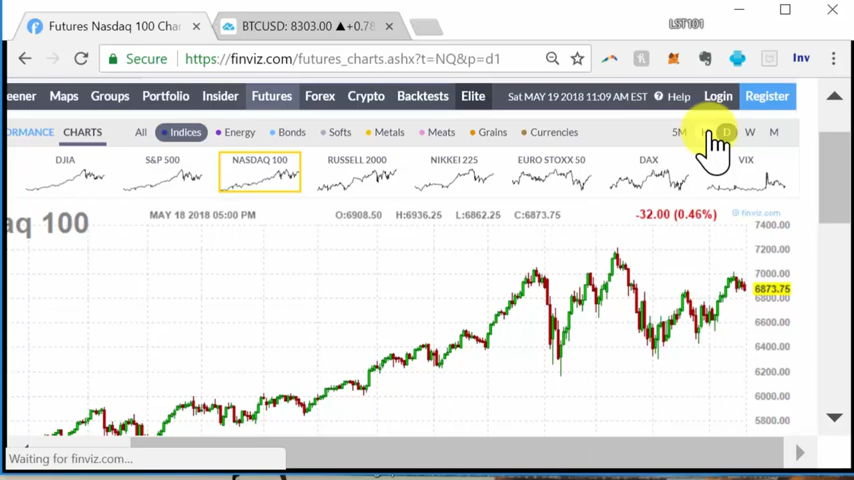 LST101
Futures Nasdaq 100 Char
BTCUSD: 8303.00 ▲+0.78
Secure https://finviz.com/futures_charts.ashx?t=NQ&p=d1 Inv
eener Maps Groups Portfolio Insider Futures Forex Crypto Backtests Elite Sat MAY 19 2018 11:09 AM EST Help Login Register
ORMANCE CHARTS All Indices Energy Bonds Softs Metals Meats Grains Currencies 5M H D W M
DJIA S&P 500 NASDAQ 100 RUSSELL 2000 NIKKEI 225 EURO STOXX 50 DAX VIX
aq 100 MAY 18 2018 05:00 PM O:6908.50 H:6936.25 L:6862.25 C:6873.75 -32.00 (0.46%) finviz.com
7400.00
7200.00
7000.00
6873.75
6800.00
6600.00
6400.00
6200.00
6000.00
5800.00
Waiting for finviz.com...